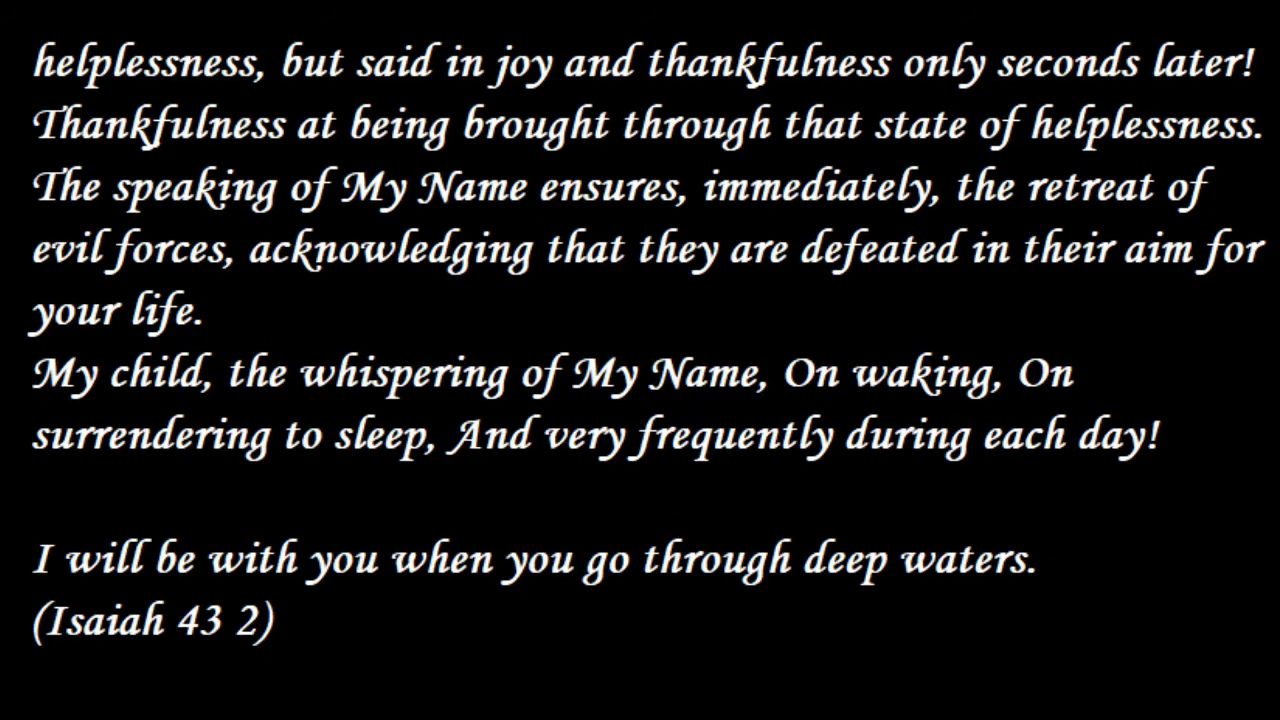 helplessness, but said in joy and thankfulness only seconds later!
Thankfulness at being brought through that state of helplessness.
The speaking of My Name ensures, immediately, the retreat of
evil forces, acknowledging that they are defeated in their aim for
your life.
My child, the whispering of My Name, On waking, On
surrendering to sleep, And very frequently during each day!
I will be with you when you go through deep waters.
(Isaiah 43 2)